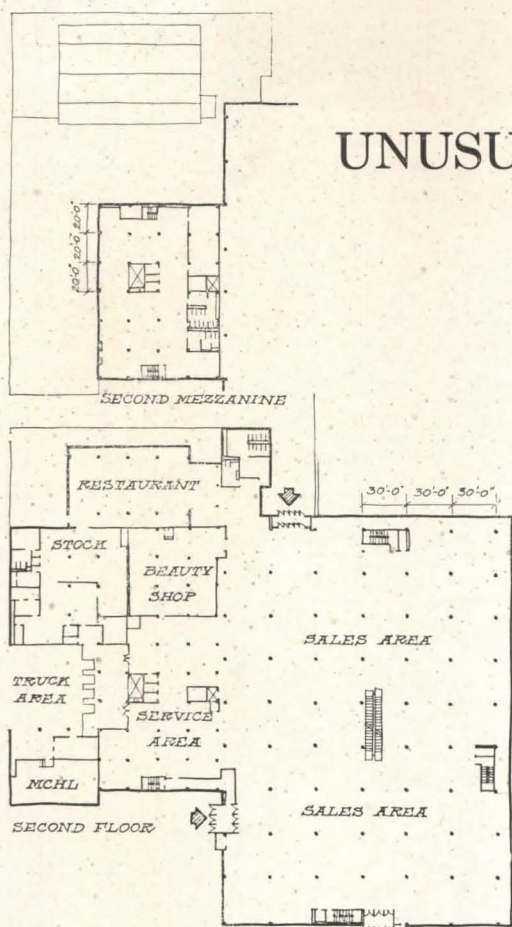 UNUSU
20'-0" 20'-0" 20'-0"
SECOND MEZZANINE
RESTAURANT
30'-0" 30'-0" 30'-0"
STOCK
BEAUTY
SHOP
SALES AREA
TRUCK
AREA
SERVICE
AREA
MCHL
SALES AREA
SECOND FLOOR